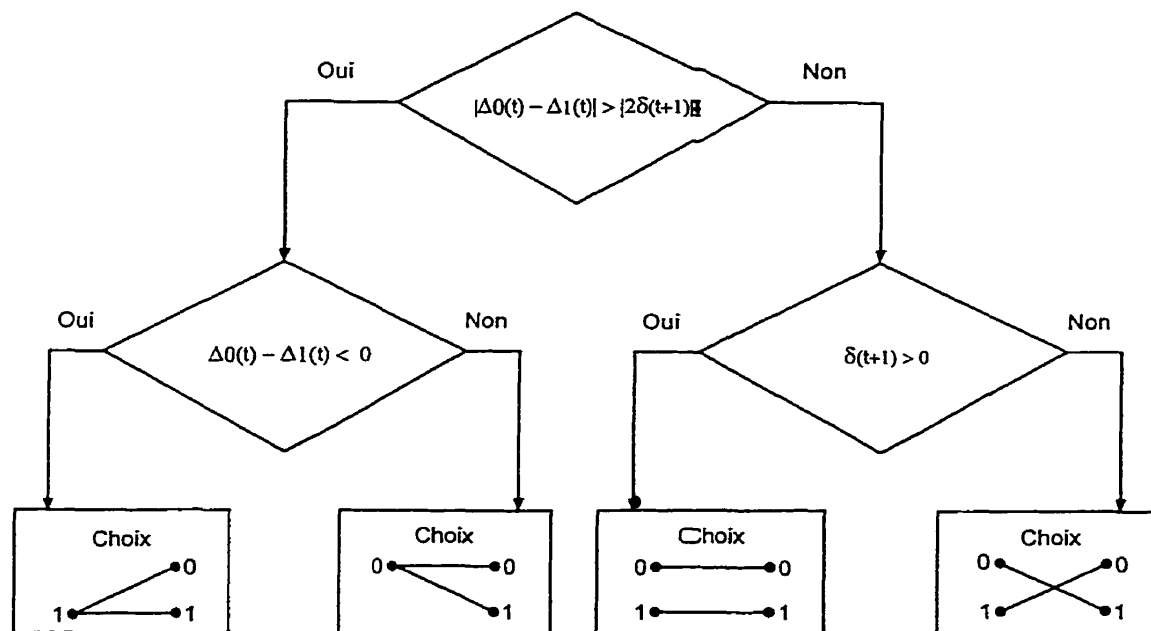 Oui
Non
|Δ0(t) − Δ1(t)| > |2δ(t+1)|
Oui
Non
Oui
Non
Δ0(t) − Δ1(t) < 0
δ(t+1) > 0
Choix
0
1
1
Choix
0
0
1
Choix
0
0
1
1
Choix
0
0
1
1